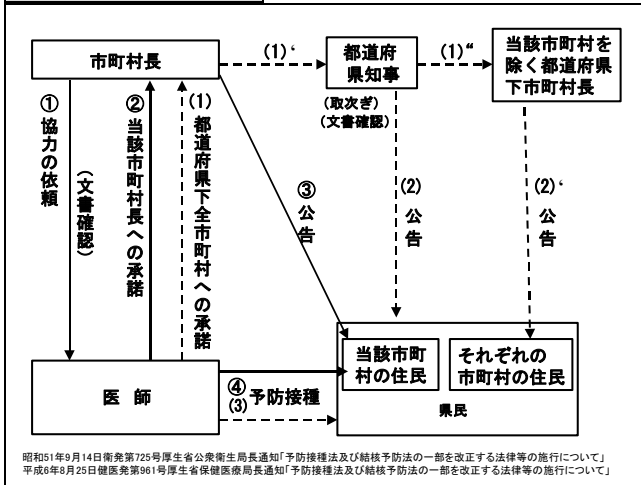 市町村長
(1)‘
都道府
県知事
(1)“
当該市町村を
除く都道府県
下市町村長
(取次ぎ)
(文書確認)
①協力の依頼
(文書確認)
②当該市町村長への承諾
(1)都道府県下全市町村への承諾
③公告
(2)公告
(2)‘公告
当該市町
村の住民
それぞれの
市町村の住民
県民
医師
④予防接種
(3)
昭和51年9月14日衛発第725号厚生省公衆衛生局長通知「予防接種法及び結核予防法の一部を改正する法律等の施行について」
平成6年8月25日健医発第961号厚生省保健医療局長通知「予防接種法及び結核予防法の一部を改正する法律等の施行について」